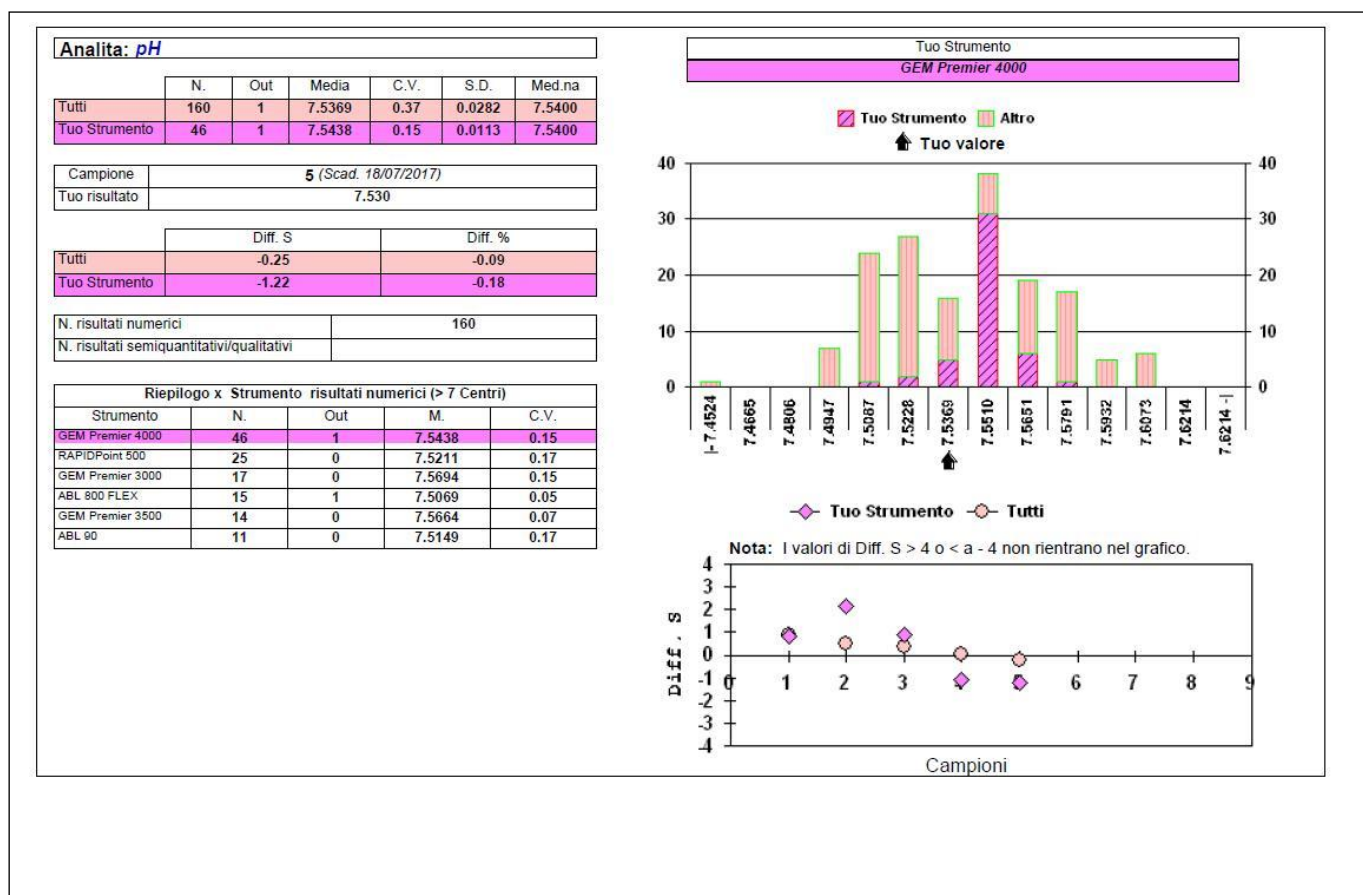 Analita: pH
N. Out Media C.V. S.D. Med.na
Tutti 160 1 7.5369 0.37 0.0282 7.5400
Tuo Strumento 46 1 7.5438 0.15 0.0113 7.5400
Campione 5 (Scad. 18/07/2017)
Tuo risultato 7.530
Diff. S Diff. %
Tutti -0.25 -0.09
Tuo Strumento -1.22 -0.18
N. risultati numerici 160
N. risultati semiquantitativi/qualitativi
Riepilogo x Strumento risultati numerici (> 7 Centri)
Strumento N. Out M. C.V.
GEM Premier 4000 46 1 7.5438 0.15
RAPIDPoint 500 25 0 7.5211 0.17
GEM Premier 3000 17 0 7.5694 0.15
ABL 800 FLEX 15 1 7.5069 0.05
GEM Premier 3500 14 0 7.5664 0.07
ABL 90 11 0 7.5149 0.17
Tuo Strumento
GEM Premier 4000
Tuo Strumento Altro
Tuo valore
40 40
30 30
20 20
10 10
0 0
|- 7.4524 7.4665 7.4806 7.4947 7.5087 7.5228 7.5369 7.5510 7.5651 7.5791 7.5932 7.6073 7.6214 7.6214 -|
Tuo Strumento Tutti
Nota: I valori di Diff. S > 4 o < a - 4 non rientrano nel grafico.
Diff. S
4
3
2
1
0
-1 0 1 2 3 6 7 8 9
-2
-3
-4
Campioni